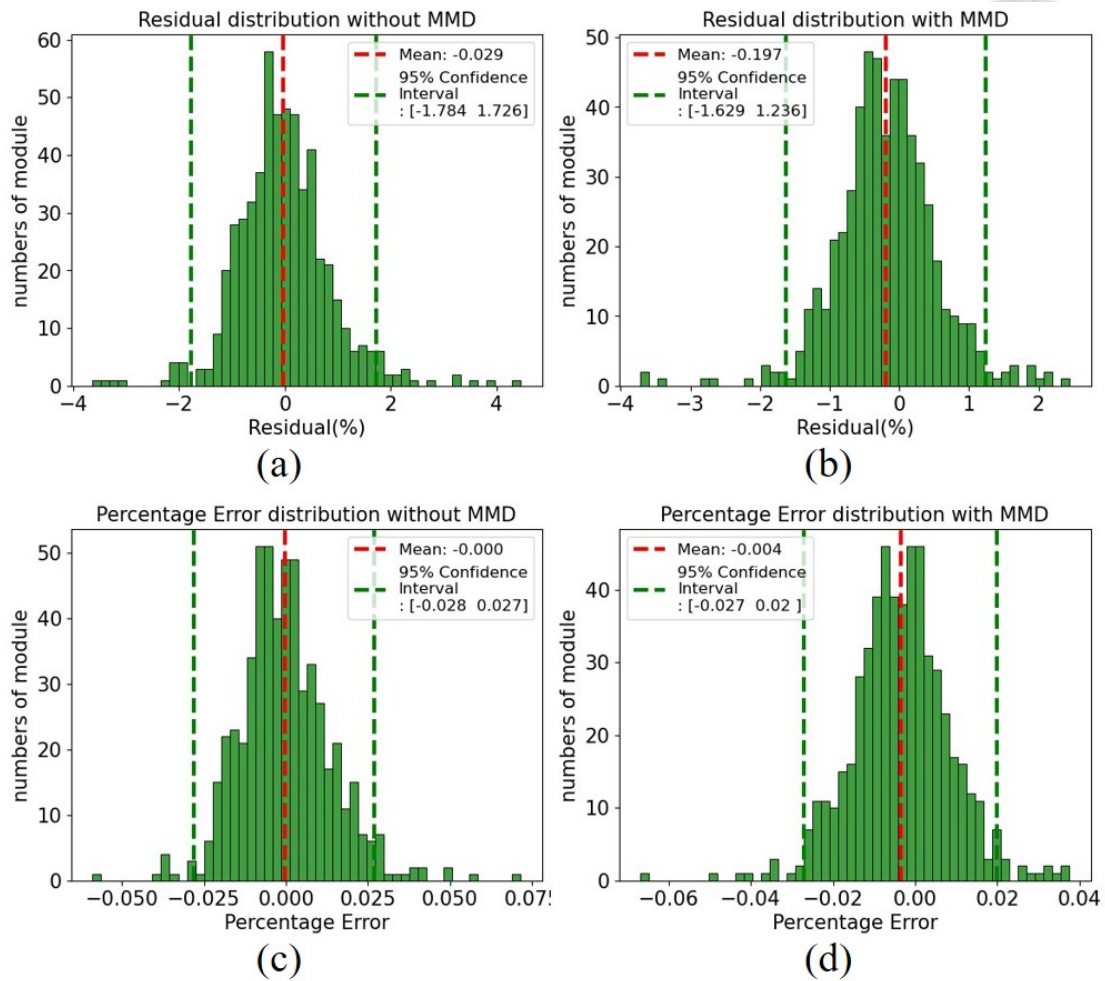 Residual distribution without MMD
60
50
40
30
20
10
0
numbers of module
Mean: -0.029
95% Confidence
Interval
: [-1.784 1.726]
−4
−2
0
2
4
Residual(%)
(a)
Residual distribution with MMD
50
40
30
20
10
0
numbers of module
Mean: -0.197
95% Confidence
Interval
: [-1.629 1.236]
−4
−3
−2
−1
0
1
2
Residual(%)
(b)
Percentage Error distribution without MMD
50
40
30
20
10
0
numbers of module
Mean: -0.000
95% Confidence
Interval
: [-0.028 0.027]
−0.050
−0.025
0.000
0.025
0.050
Percentage Error
(c)
Percentage Error distribution with MMD
40
30
20
10
0
numbers of module
Mean: -0.004
95% Confidence
Interval
: [-0.027 0.02 ]
−0.06
−0.04
−0.02
0.00
0.02
0.04
Percentage Error
(d)